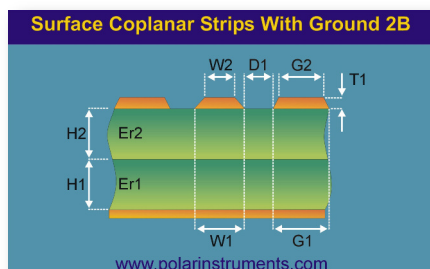 Surface Coplanar Strips With Ground 2B
W2 D1 G2
T1
H2 Er2
H1 Er1
W1 G1
www.polarinstruments.com